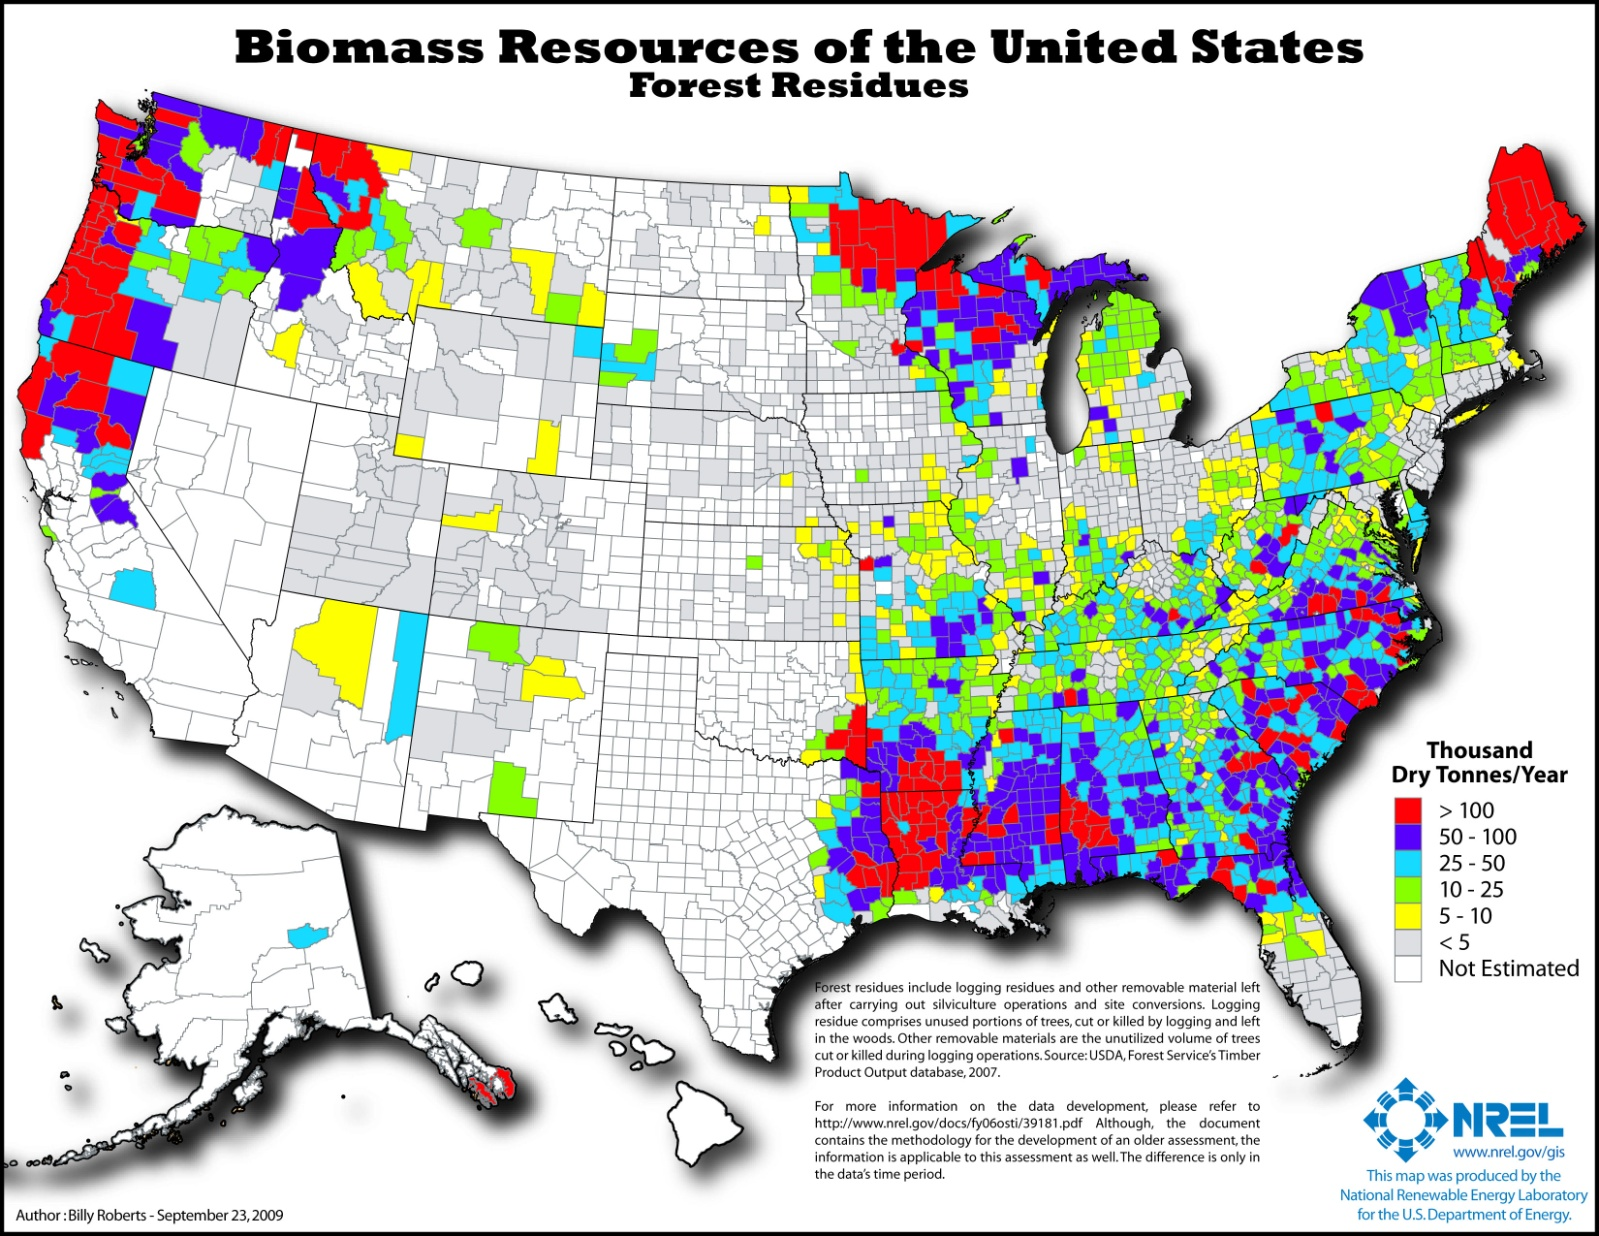 Biomass Resources of the United States
Forest Residues
Thousand
Dry Tonnes/Year
> 100
50 - 100
25 - 50
10 - 25
5 - 10
< 5
Not Estimated
Forest residues include logging residues and other removable material left
after carrying out silviculture operations and site conversions. Logging
residue comprises unused portions of trees, cut or killed by logging and left
in the woods. Other removable materials are the unutilized volume of trees
cut or killed during logging operations. Source: USDA, Forest Service's Timber
Product Output database, 2007.
For more information on the data development, please refer to
http://www.nrel.gov/docs/fy06osti/39181.pdf Although, the document
contains the methodology for the development of an older assessment, the
information is applicable to this assessment as well. The difference is only in
the data's time period.
NREL
www.nrel.gov/gis
This map was produced by the
National Renewable Energy Laboratory
for the U.S. Department of Energy.
Author : Billy Roberts - September 23, 2009